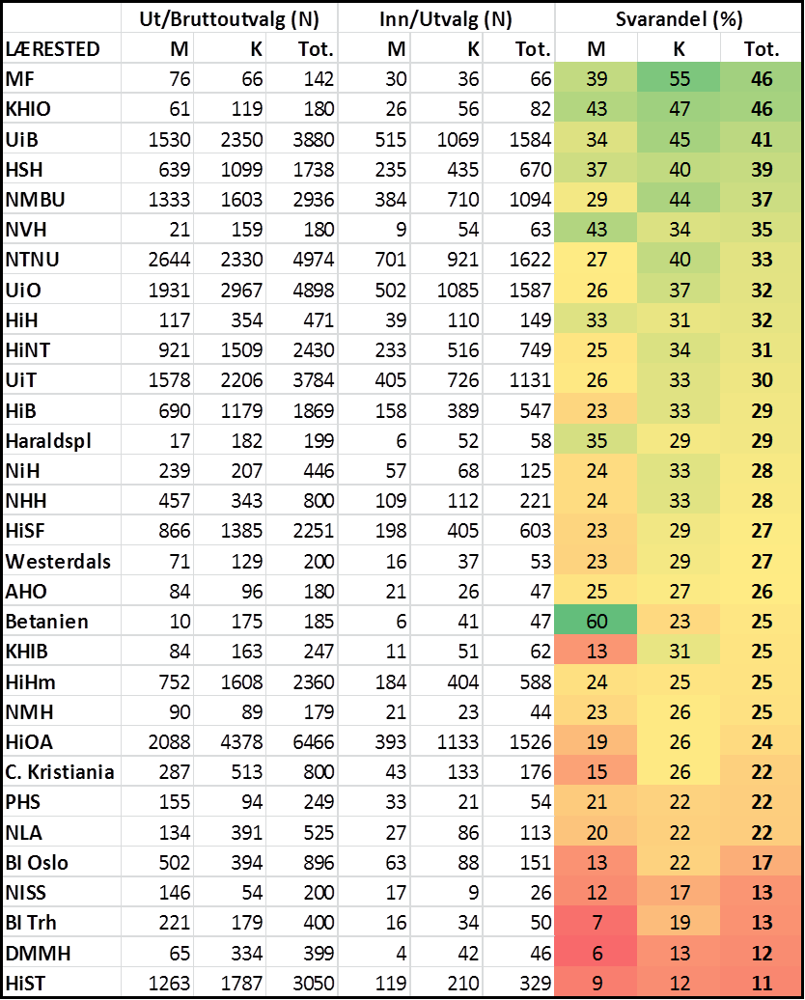 Ut/Bruttoutvalg (N) Inn/Utvalg (N) Svarandel (%)
LÆRESTED M K Tot. M K Tot. M K Tot.
MF 76 66 142 30 36 66 39 55 46
KHIO 61 119 180 26 56 82 43 47 46
UiB 1530 2350 3880 515 1069 1584 34 45 41
HSH 639 1099 1738 235 435 670 37 40 39
NMBU 1333 1603 2936 384 710 1094 29 44 37
NVH 21 159 180 9 54 63 43 34 35
NTNU 2644 2330 4974 701 921 1622 27 40 33
UiO 1931 2967 4898 502 1085 1587 26 37 32
HiH 117 354 471 39 110 149 33 31 32
HiNT 921 1509 2430 233 516 749 25 34 31
UiT 1578 2206 3784 405 726 1131 26 33 30
HiB 690 1179 1869 158 389 547 23 33 29
Haraldspl 17 182 199 6 52 58 35 29 29
NiH 239 207 446 57 68 125 24 33 28
NHH 457 343 800 109 112 221 24 33 28
HiSF 866 1385 2251 198 405 603 23 29 27
Westerdals 71 129 200 16 37 53 23 29 27
AHO 84 96 180 21 26 47 25 27 26
Betanien 10 175 185 6 41 47 60 23 25
KHIB 84 163 247 11 51 62 13 31 25
HiHm 752 1608 2360 184 404 588 24 25 25
NMH 90 89 179 21 23 44 23 26 25
HiOA 2088 4378 6466 393 1133 1526 19 26 24
C. Kristiania 287 513 800 43 133 176 15 26 22
PHS 155 94 249 33 21 54 21 22 22
NLA 134 391 525 27 86 113 20 22 22
BI Oslo 502 394 896 63 88 151 13 22 17
NISS 146 54 200 17 9 26 12 17 13
BI Trh 221 179 400 16 34 50 7 19 13
DMMH 65 334 399 4 42 46 6 13 12
HiST 1263 1787 3050 119 210 329 9 12 11